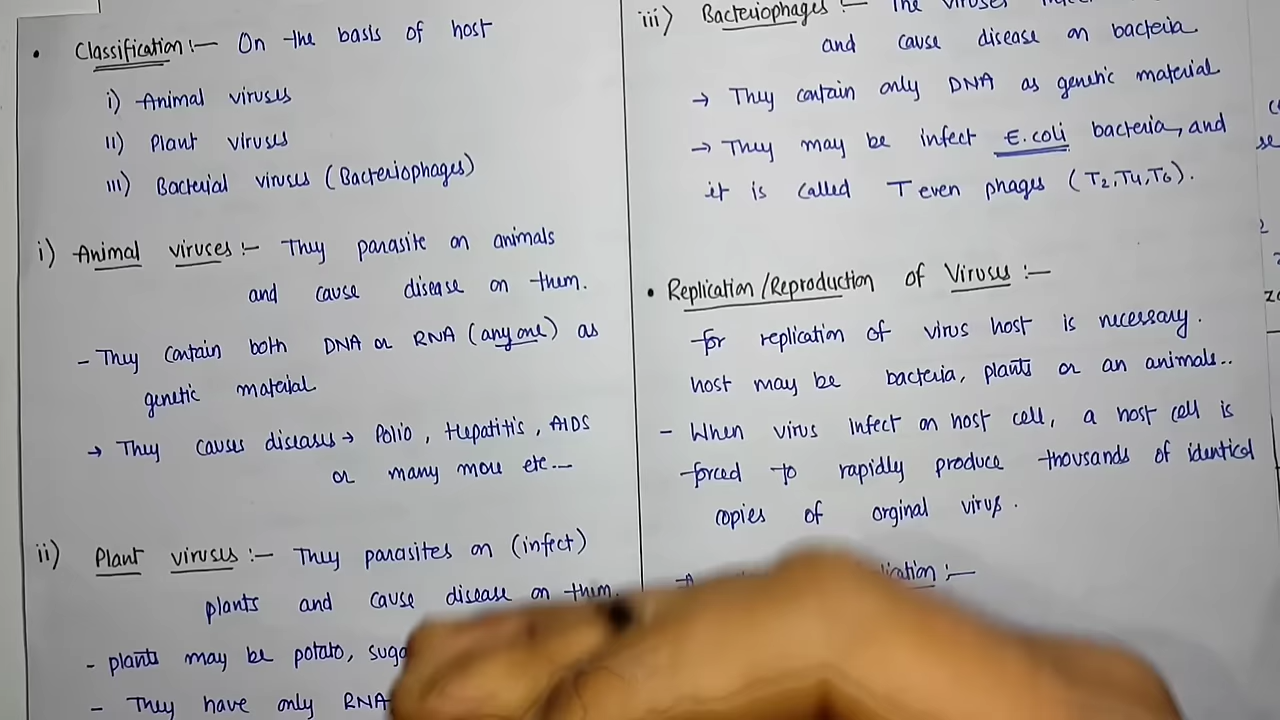 • Classification :— On the basis of host
i) Animal viruses
ii) Plant viruses
iii) Bacterial viruses (Bacteriophages)
i) Animal viruses :— They parasite on animals
and cause disease on them.
- They contain both DNA or RNA (any one) as
genetic material
→ They causes diseases → Polio, Hepatitis, AIDS
or many more etc...
ii) Plant viruses :— They parasites on (infect)
plants and cause disease on them.
- plants may be potato,
- They have only RNA
iii) Bacteriophages :— The viruses
and cause disease on bacteria
→ They contain only DNA as genetic material
→ They may be infect E.coli bacteria, and
it is called T even phages (T2,T4,T6).
• Replication/Reproduction of Viruses :—
for replication of virus host is necessary.
host may be bacteria, plants or an animals..
- When virus infect on host cell, a host cell is
forced to rapidly produce thousands of identical
copies of orginal virus.